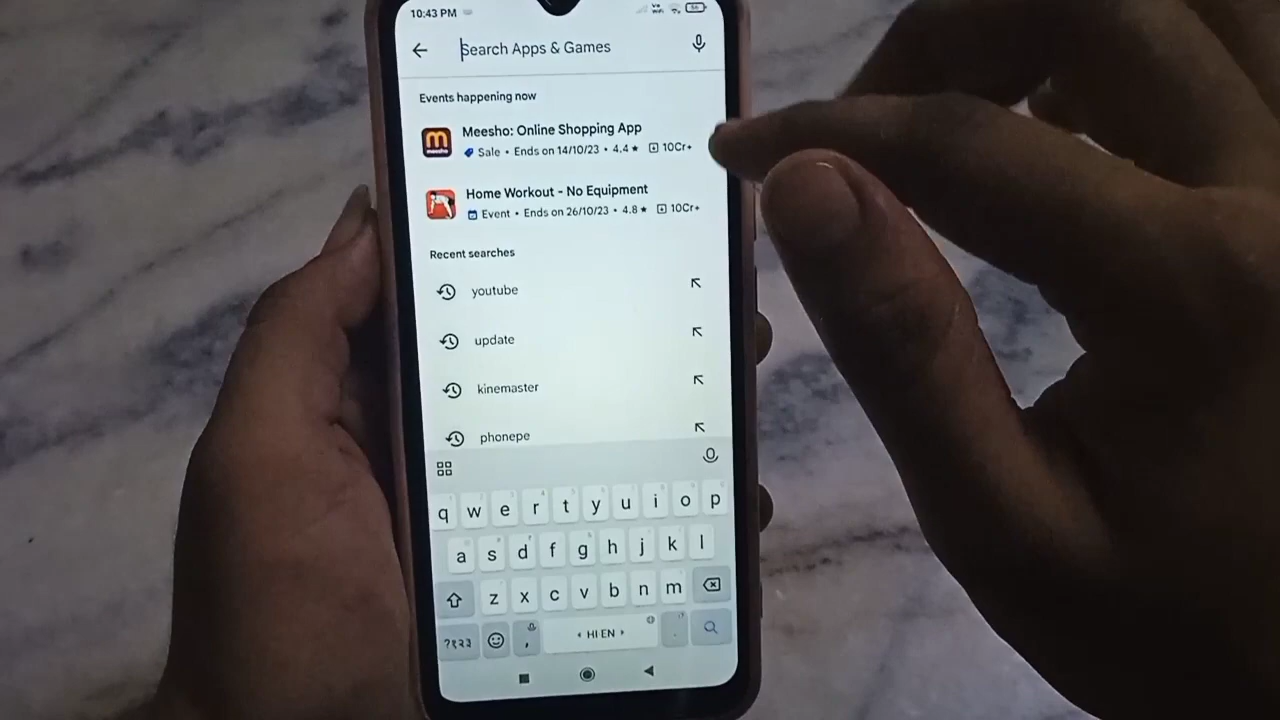 10:43 PM
Search Apps & Games
Events happening now
Meesho: Online Shopping App
Sale • Ends on 14/10/23 • 4.4★ 10Cr+
Home Workout - No Equipment
Event • Ends on 26/10/23 • 4.8★ 10Cr+
Recent searches
youtube
update
kinemaster
phonepe
q w e r t y u i o p
a s d f g h j k l
z x c v b n m
?१२३ , HI EN .